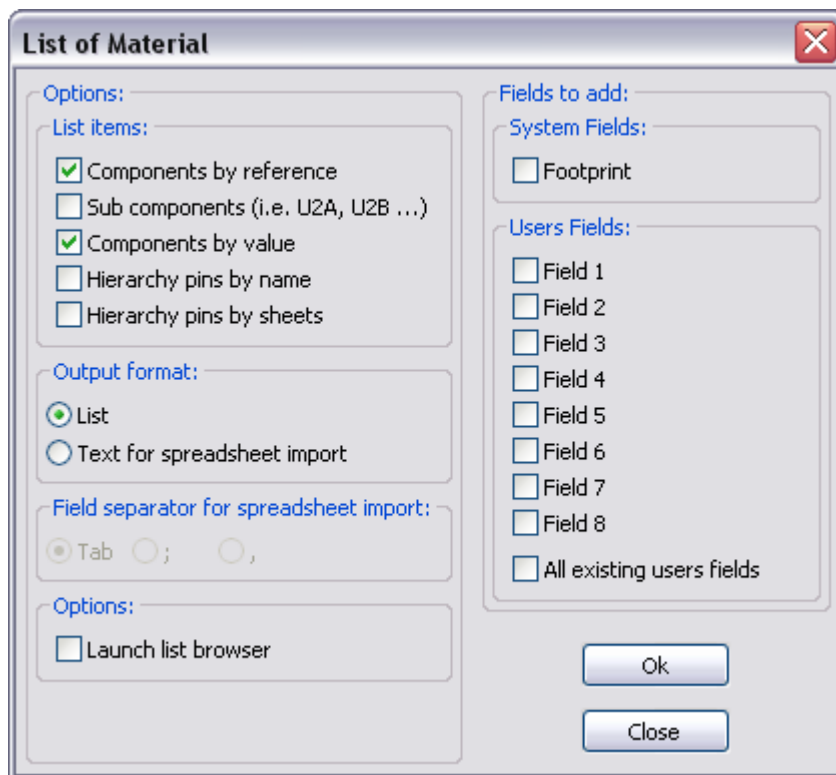 List of Material
Options:
List items:
Components by reference
Sub components (i.e. U2A, U2B ...)
Components by value
Hierarchy pins by name
Hierarchy pins by sheets
Output format:
List
Text for spreadsheet import
Field separator for spreadsheet import:
Tab ; ,
Options:
Launch list browser
Fields to add:
System Fields:
Footprint
Users Fields:
Field 1
Field 2
Field 3
Field 4
Field 5
Field 6
Field 7
Field 8
All existing users fields
Ok
Close